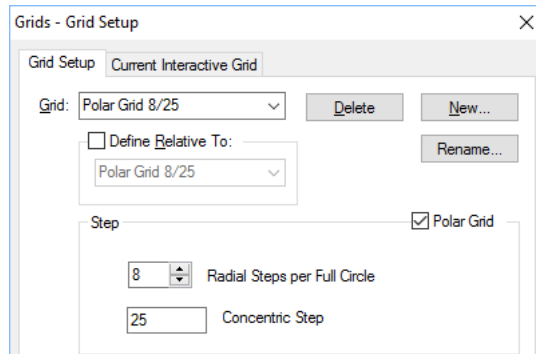 Grids - Grid Setup
Grid Setup Current Interactive Grid
Grid: Polar Grid 8/25 Delete New...
Define Relative To: Rename...
Polar Grid 8/25
Step Polar Grid
8 Radial Steps per Full Circle
25 Concentric Step